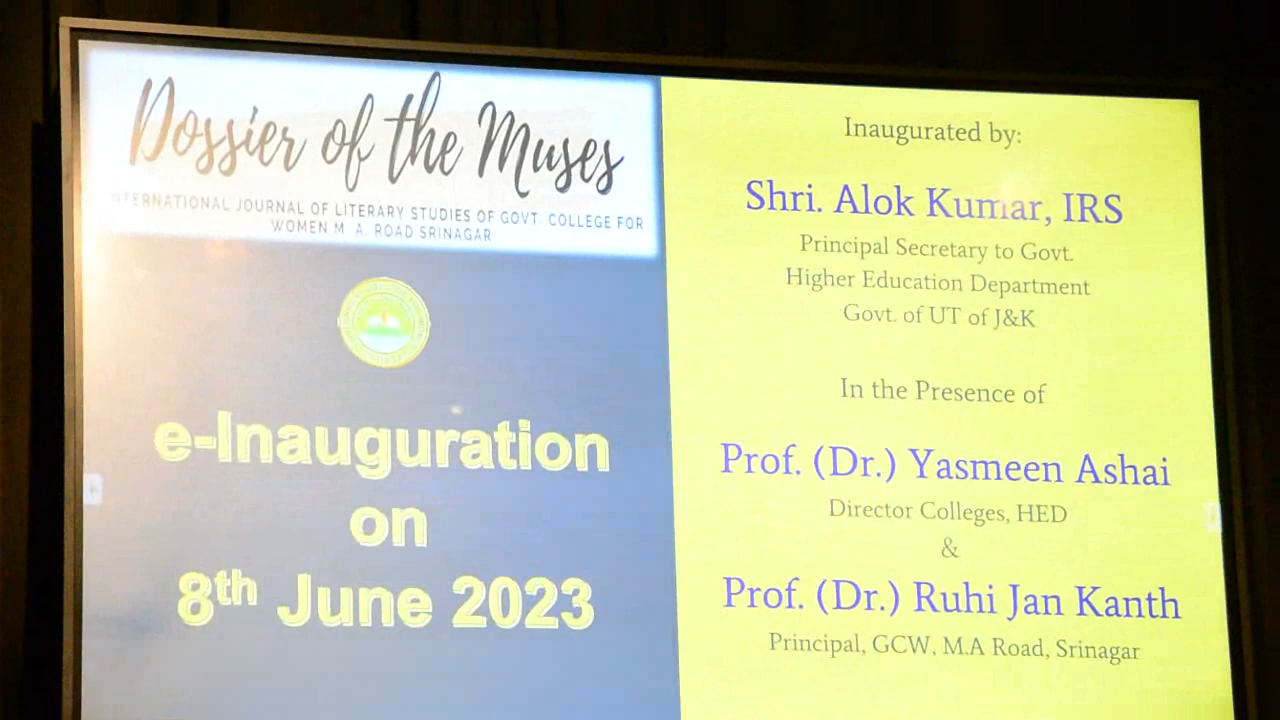 Dossier of the Muses
INTERNATIONAL JOURNAL OF LITERARY STUDIES OF GOVT. COLLEGE FOR
WOMEN M. A. ROAD SRINAGAR
e-Inauguration
on
8th June 2023
Inaugurated by:
Shri. Alok Kumar, IRS
Principal Secretary to Govt.
Higher Education Department
Govt. of UT of J&K
In the Presence of
Prof. (Dr.) Yasmeen Ashai
Director Colleges, HED
&
Prof. (Dr.) Ruhi Jan Kanth
Principal, GCW, M.A Road, Srinagar